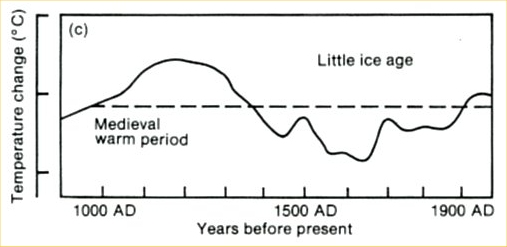 Temperature change (°C)
(c)
Little ice age
Medieval
warm period
1000 AD
1500 AD
1900 AD
Years before present